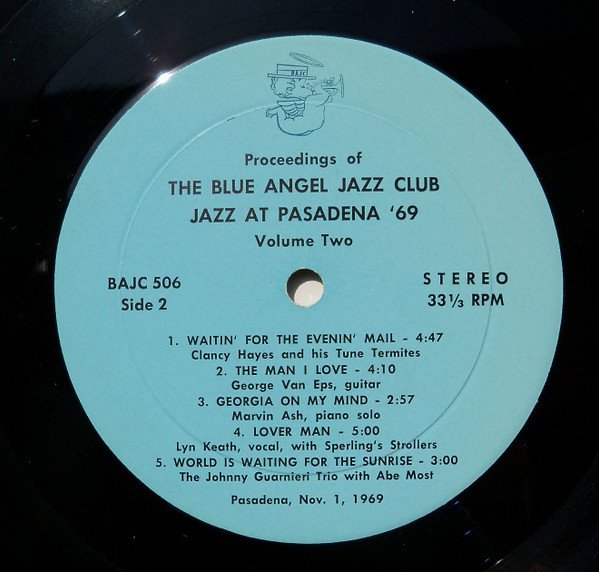 BAJC
Proceedings of
THE BLUE ANGEL JAZZ CLUB
JAZZ AT PASADENA '69
Volume Two
BAJC 506
Side 2
STEREO
33 1/3 RPM
1. WAITIN' FOR THE EVENIN' MAIL - 4:47
Clancy Hayes and his Tune Termites
2. THE MAN I LOVE - 4:10
George Van Eps, guitar
3. GEORGIA ON MY MIND - 2:57
Marvin Ash, piano solo
4. LOVER MAN - 5:00
Lyn Keath, vocal, with Sperling's Strollers
5. WORLD IS WAITING FOR THE SUNRISE - 3:00
The Johnny Guarnieri Trio with Abe Most
Pasadena, Nov. 1, 1969